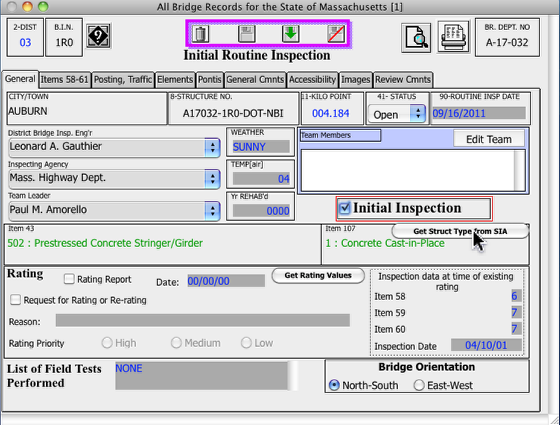 All Bridge Records for the State of Massachusetts [1]
2-DIST
03
B.I.N.
1R0
BR. DEPT. NO
A-17-032
Initial Routine Inspection
General Items 58-61 Posting, Traffic Elements Pontis General Cmnts Accessibility Images Review Cmnts
CITY/TOWN
AUBURN
8-STRUCTURE NO.
A17032-1R0-DOT-NBI
11-KILO POINT
004.184
41- STATUS
Open
90-ROUTINE INSP DATE
09/16/2011
District Bridge Insp. Eng'r
Leonard A. Gauthier
WEATHER
SUNNY
Team Members
Edit Team
Inspecting Agency
Mass. Highway Dept.
TEMP[air]
04
Team Leader
Paul M. Amorello
Yr REHAB'd
0000
Initial Inspection
Item 43
502 : Prestressed Concrete Stringer/Girder
Item 107
1 : Concrete Cast-in-Place
Get Struct Type from SIA
Rating
Rating Report
Date: 00/00/00
Get Rating Values
Request for Rating or Re-rating
Reason:
Rating Priority High Medium Low
Inspection data at time of existing
rating
Item 58 6
Item 59 7
Item 60 7
Inspection Date 04/10/01
List of Field Tests
Performed
NONE
Bridge Orientation
North-South East-West